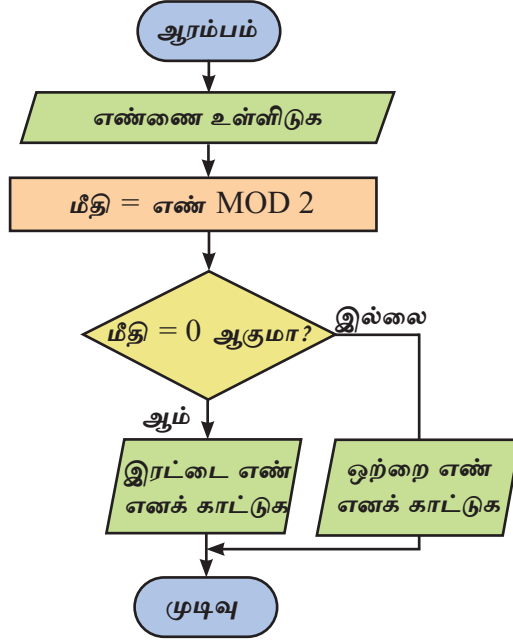 ஆரம்பம்
எண்ணை உள்ளிடுக
மீதி = எண் MOD 2
மீதி = 0 ஆகுமா?
இல்லை
ஆம்
இரட்டை எண்
எனக் காட்டுக
ஒற்றை எண்
எனக் காட்டுக
முடிவு